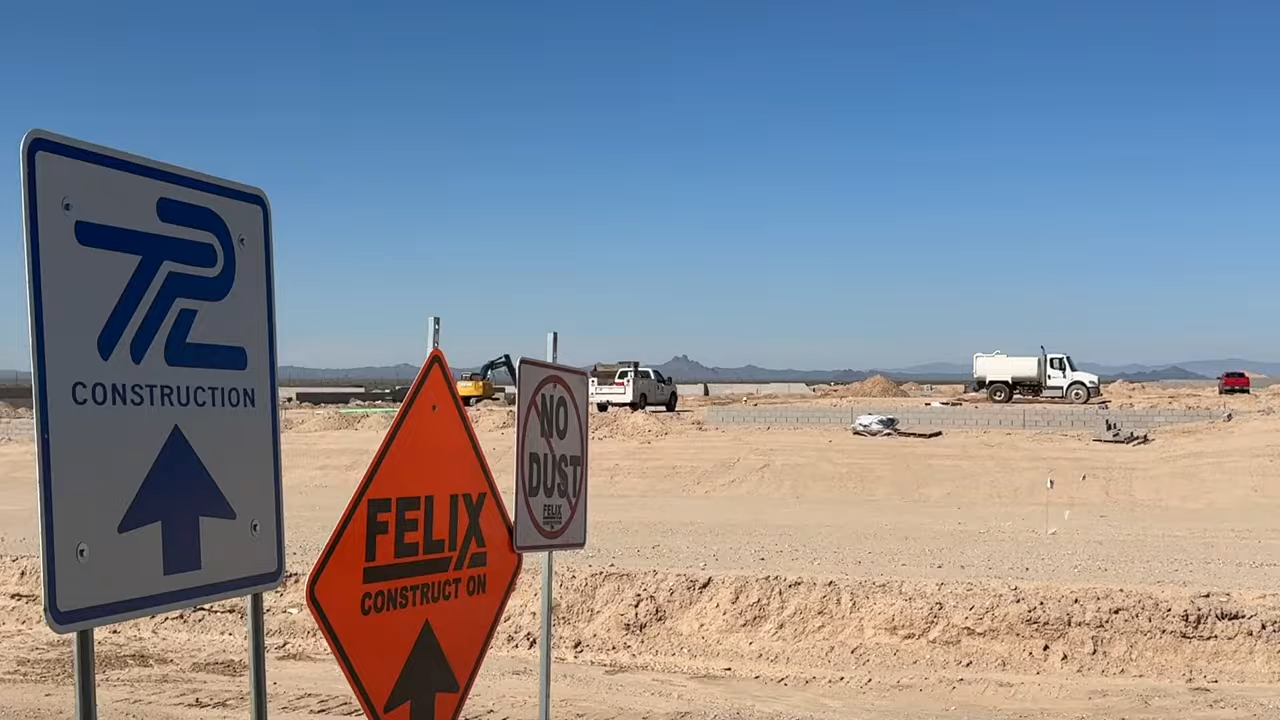 TPL
CONSTRUCTION
FELIX
CONSTRUCT ON
NO
DUST
FELIX